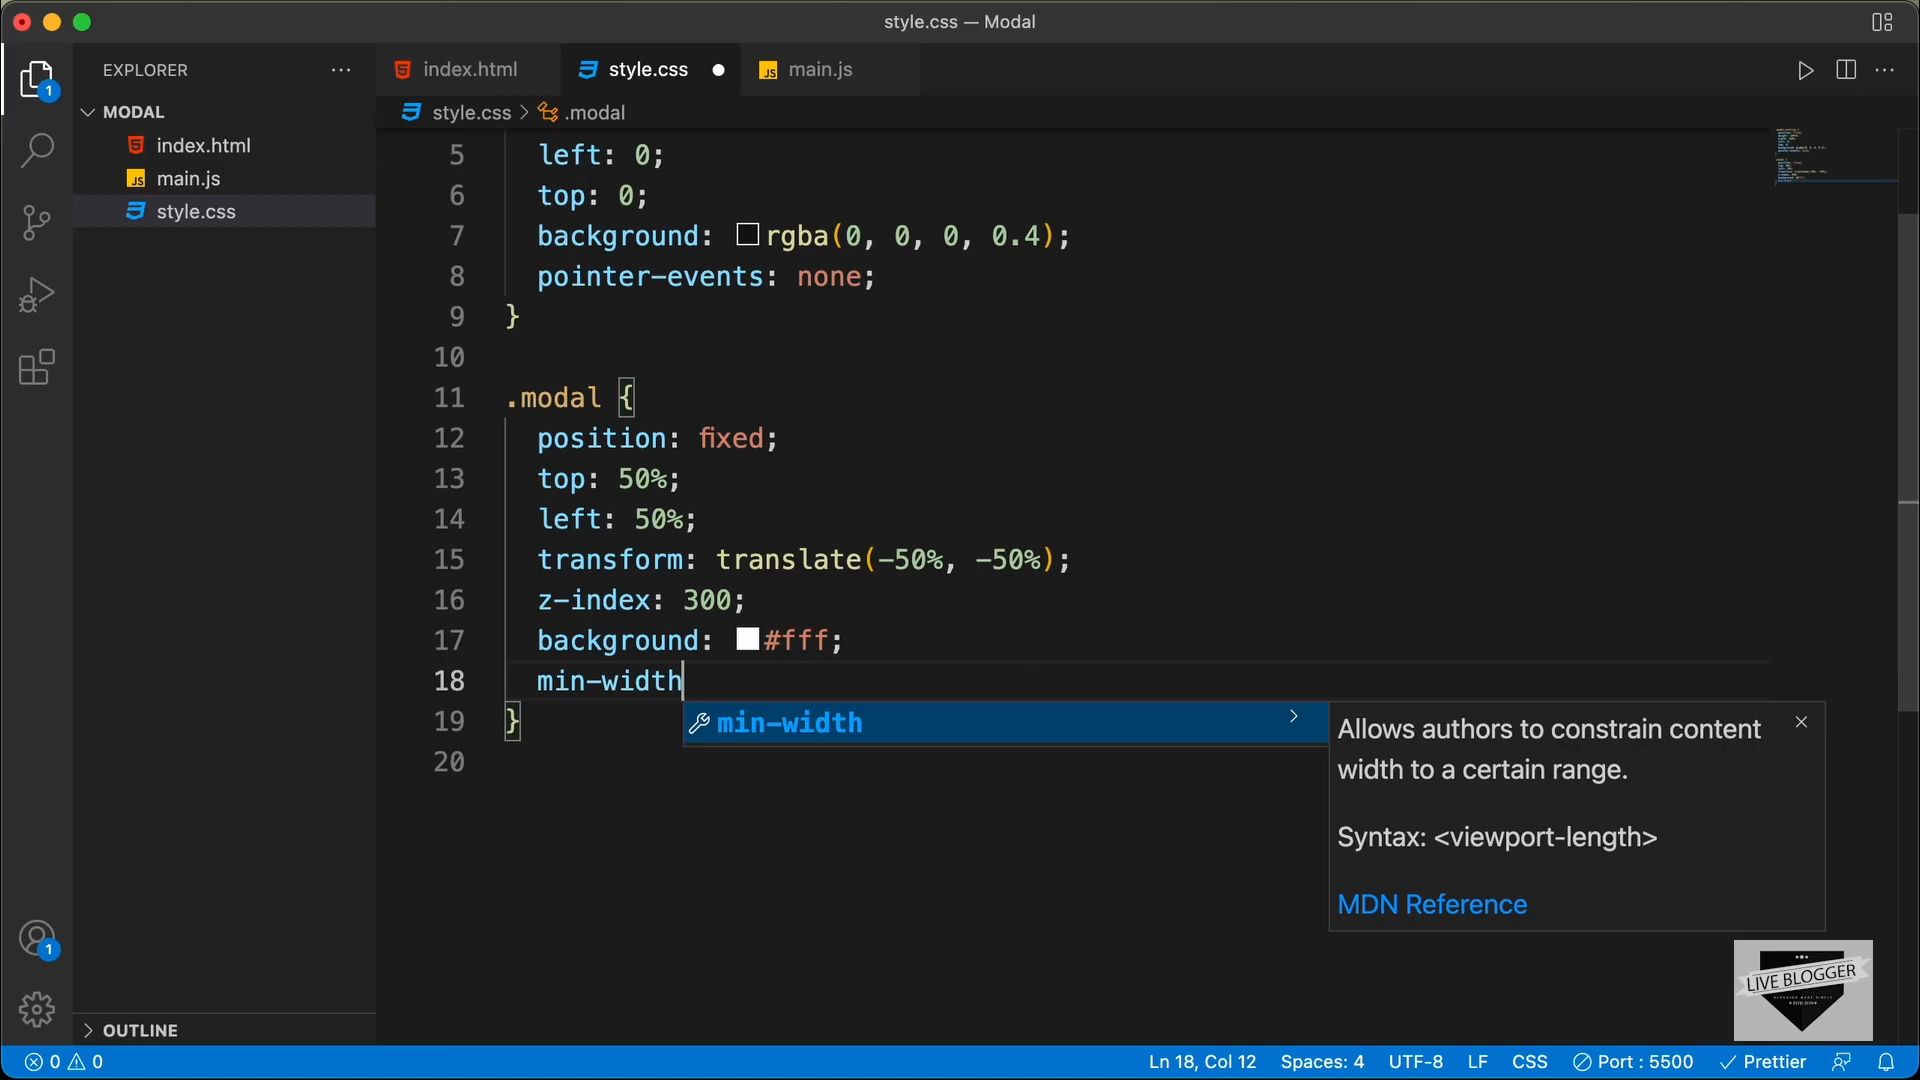 style.css — Modal
EXPLORER
index.html
style.css
main.js
1
MODAL
style.css > .modal
index.html
main.js
style.css
5 left: 0;
6 top: 0;
7 background: rgba(0, 0, 0, 0.4);
8 pointer-events: none;
9 }
10
11 .modal {
12 position: fixed;
13 top: 50%;
14 left: 50%;
15 transform: translate(-50%, -50%);
16 z-index: 300;
17 background: #fff;
18 min-width
19 }
20
min-width
Allows authors to constrain content
width to a certain range.
Syntax: <viewport-length>
MDN Reference
1
LIVE BLOGGER
OUTLINE
0 0
Ln 18, Col 12 Spaces: 4 UTF-8 LF CSS Port : 5500 Prettier